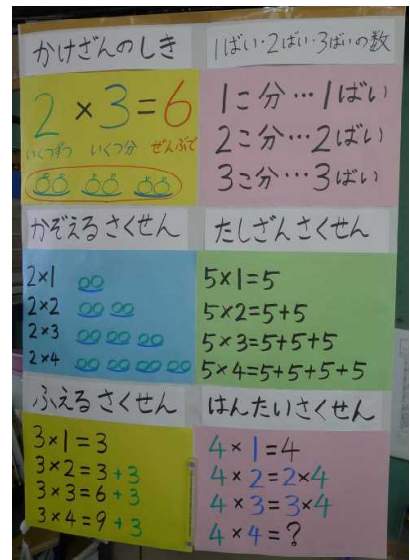 かけざんのしき
2×3=6
いくつずつ いくつ分 ぜんぶで
1ばい・2ばい・3ばいの数
1こ分…1ばい
2こ分…2ばい
3こ分…3ばい
かぞえるさくせん
2×1
2×2
2×3
2×4
たしざんさくせん
5×1=5
5×2=5+5
5×3=5+5+5
5×4=5+5+5+5
ふえるさくせん
3×1=3
3×2=3+3
3×3=6+3
3×4=9+3
はんたいさくせん
4×1=4
4×2=2×4
4×3=3×4
4×4=?